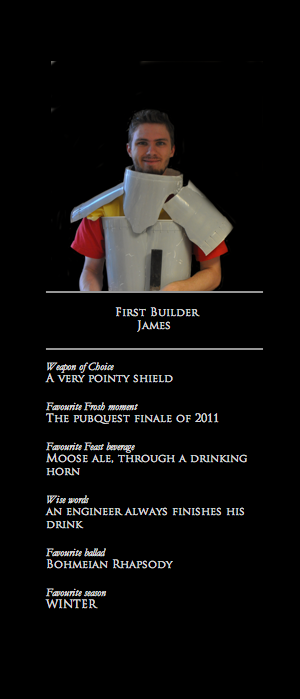 First Builder
James
Weapon of Choice
A very pointy shield
Favourite Frosh moment
The pubquest finale of 2011
Favourite Feast beverage
Moose ale, through a drinking
horn
Wise words
an engineer always finishes his
drink
Favourite ballad
Bohmeian Rhapsody
Favourite season
WINTER